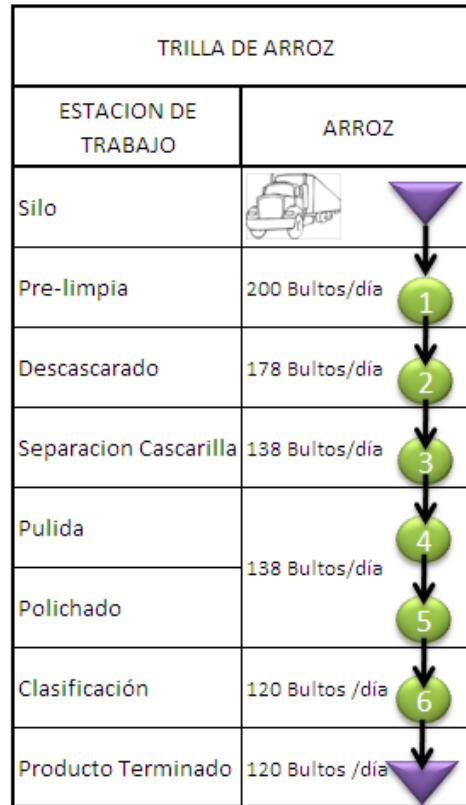 TRILLA DE ARROZ
ESTACION DE
TRABAJO
ARROZ
Silo
Pre-limpia
200 Bultos/día
1
Descascarado
178 Bultos/día
2
Separacion Cascarilla
138 Bultos/día
3
Pulida
4
138 Bultos/día
Polichado
5
Clasificación
120 Bultos /día
6
Producto Terminado
120 Bultos/día